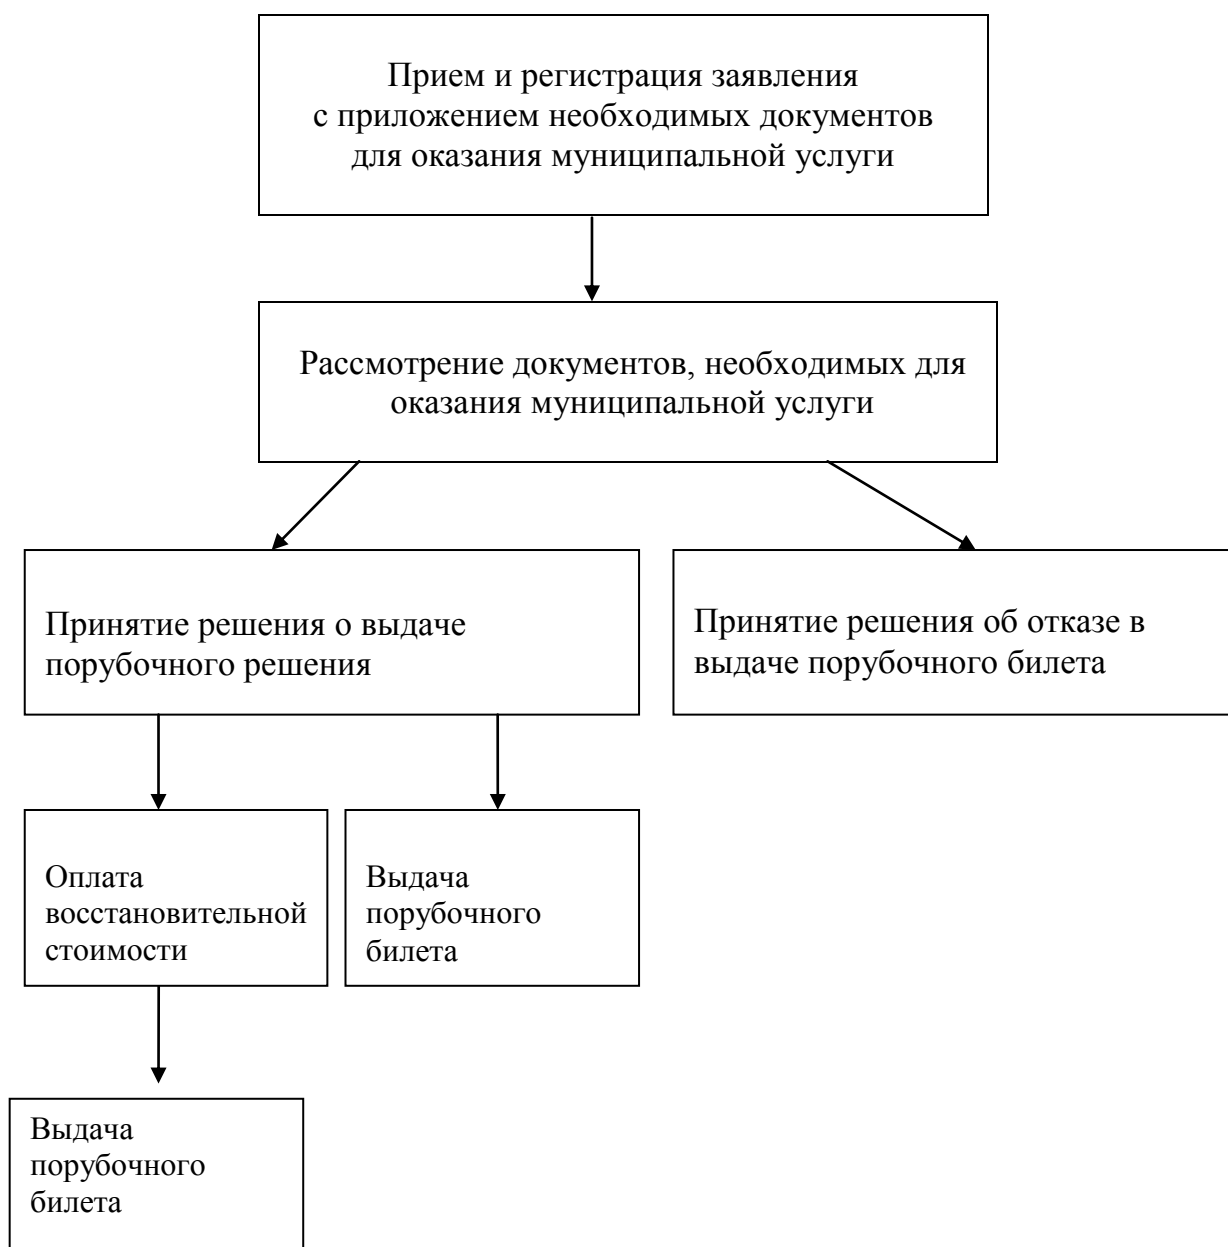 Прием и регистрация заявления
с приложением необходимых документов
для оказания муниципальной услуги
Рассмотрение документов, необходимых для
оказания муниципальной услуги
Принятие решения о выдаче
порубочного решения
Принятие решения об отказе в
выдаче порубочного билета
Оплата
восстановительной
стоимости
Выдача
порубочного
билета
Выдача
порубочного
билета